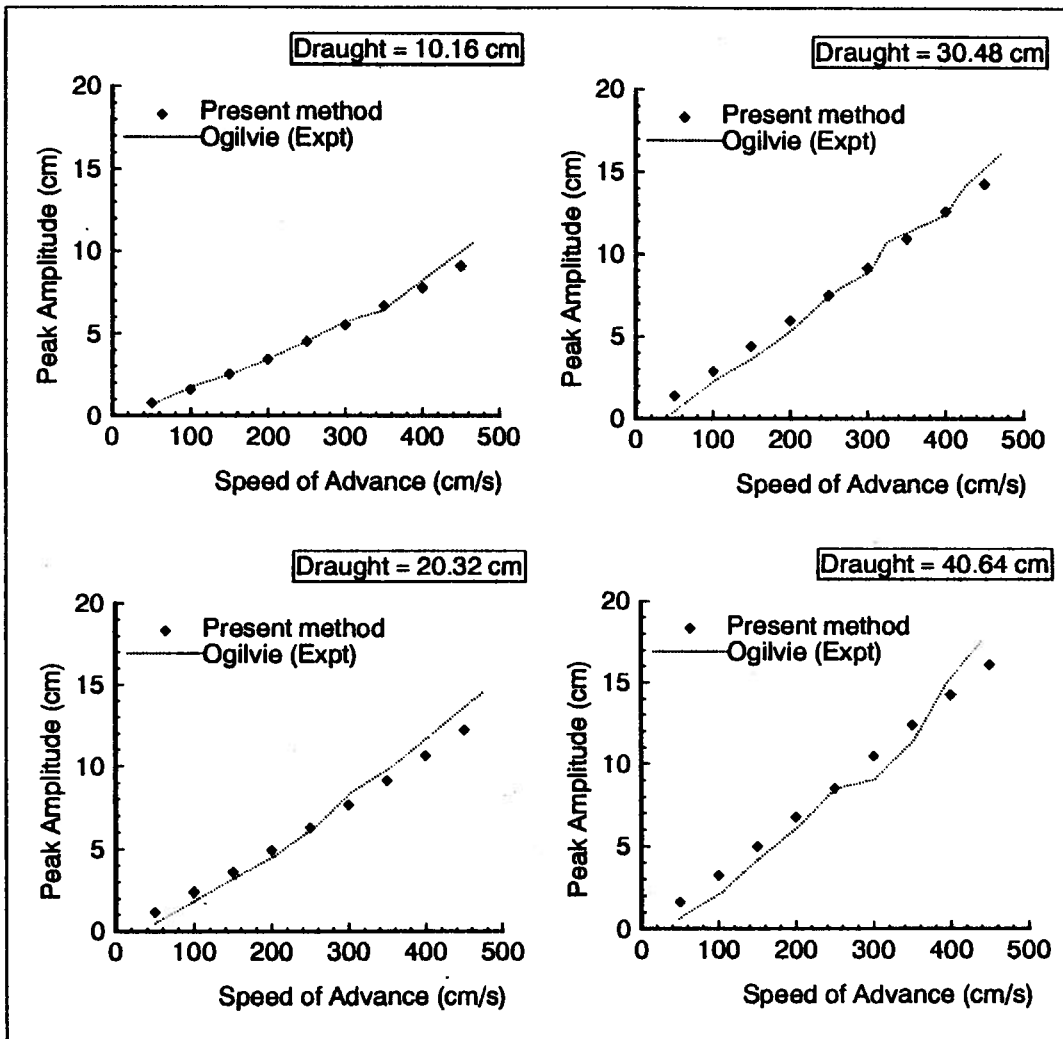 Draught = 10.16 cm
20
15
10
5
0
Peak Amplitude (cm)
Present method
Ogilvie (Expt)
0 100 200 300 400 500
Speed of Advance (cm/s)
Draught = 30.48 cm
20
15
10
5
0
Peak Amplitude (cm)
Present method
Ogilvie (Expt)
0 100 200 300 400 500
Speed of Advance (cm/s)
Draught = 20.32 cm
20
15
10
5
0
Peak Amplitude (cm)
Present method
Ogilvie (Expt)
0 100 200 300 400 500
Speed of Advance (cm/s)
Draught = 40.64 cm
20
15
10
5
0
Peak Amplitude (cm)
Present method
Ogilvie (Expt)
0 100 200 300 400 500
Speed of Advance (cm/s)